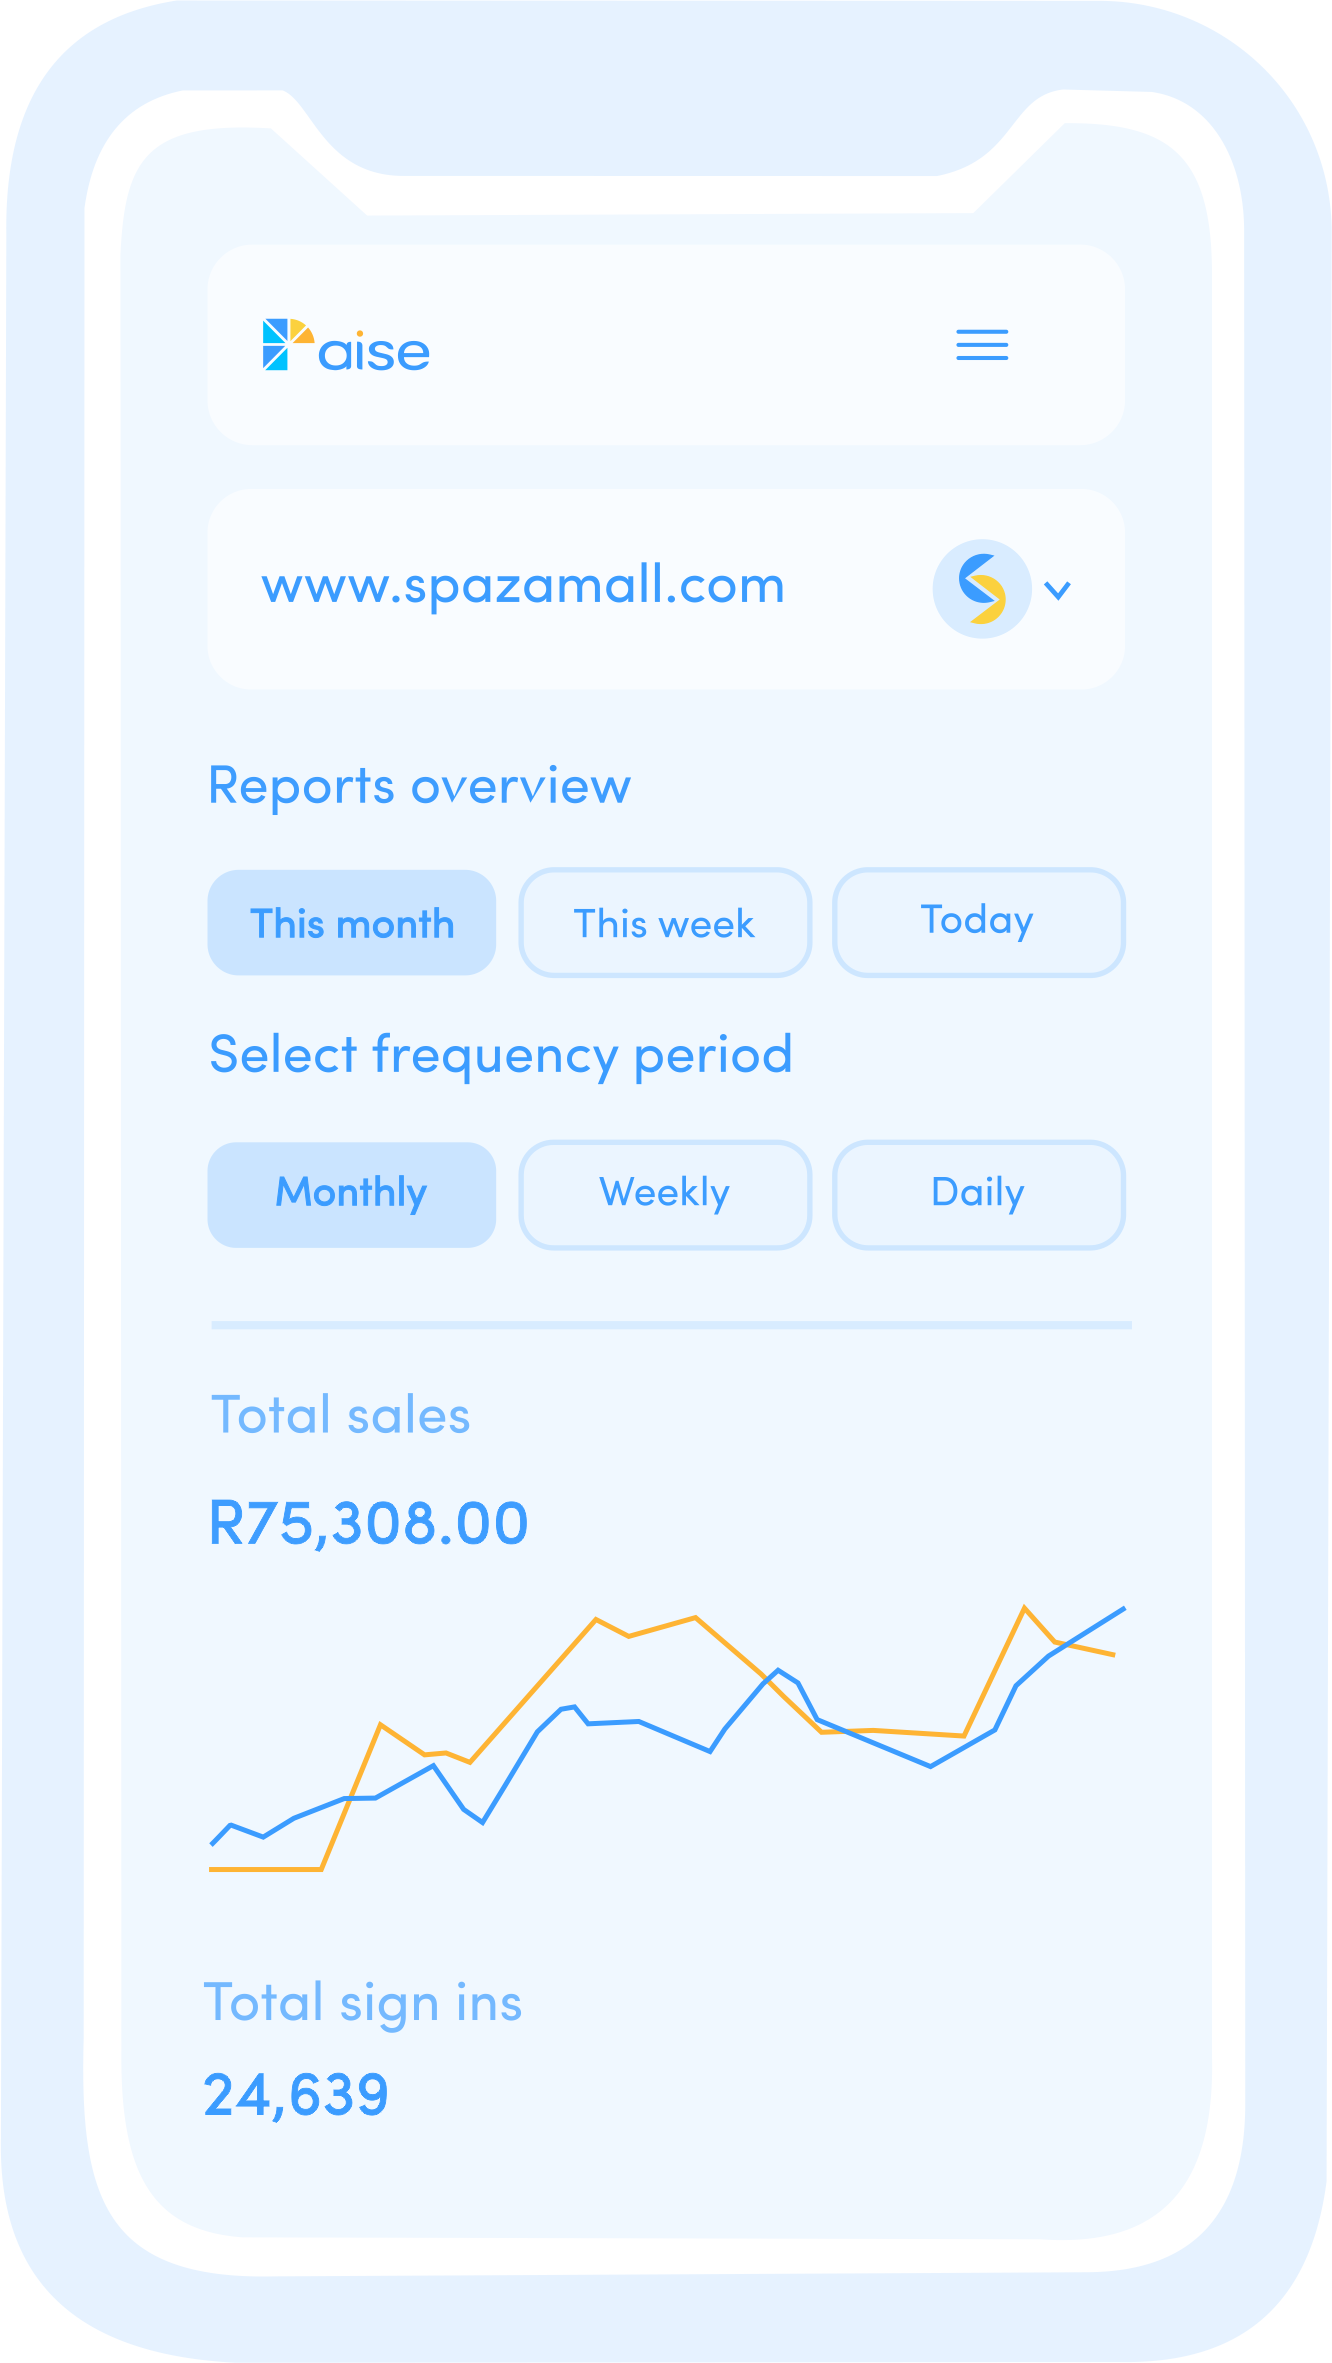 Paise
www.spazamall.com
Reports overview
This month This week Today
Select frequency period
Monthly Weekly Daily
Total sales
R75,308.00
Total sign ins
24,639